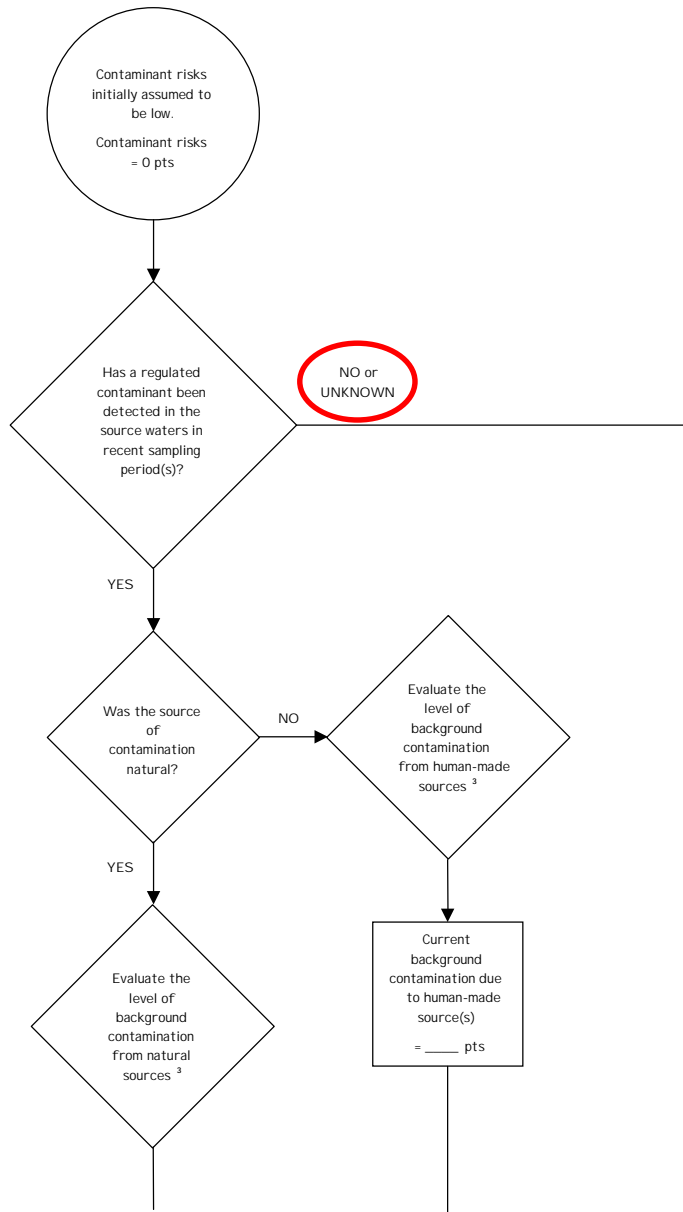 Contaminant risks
initially assumed to
be low.
Contaminant risks
= 0 pts
Has a regulated
contaminant been
detected in the
source waters in
recent sampling
period(s)?
NO or
UNKNOWN
YES
Was the source
of
contamination
natural?
NO
Evaluate the
level of
background
contamination
from human-made
sources ³
YES
Evaluate the
level of
background
contamination
from natural
sources ³
Current
background
contamination due
to human-made
source(s)
= _____ pts